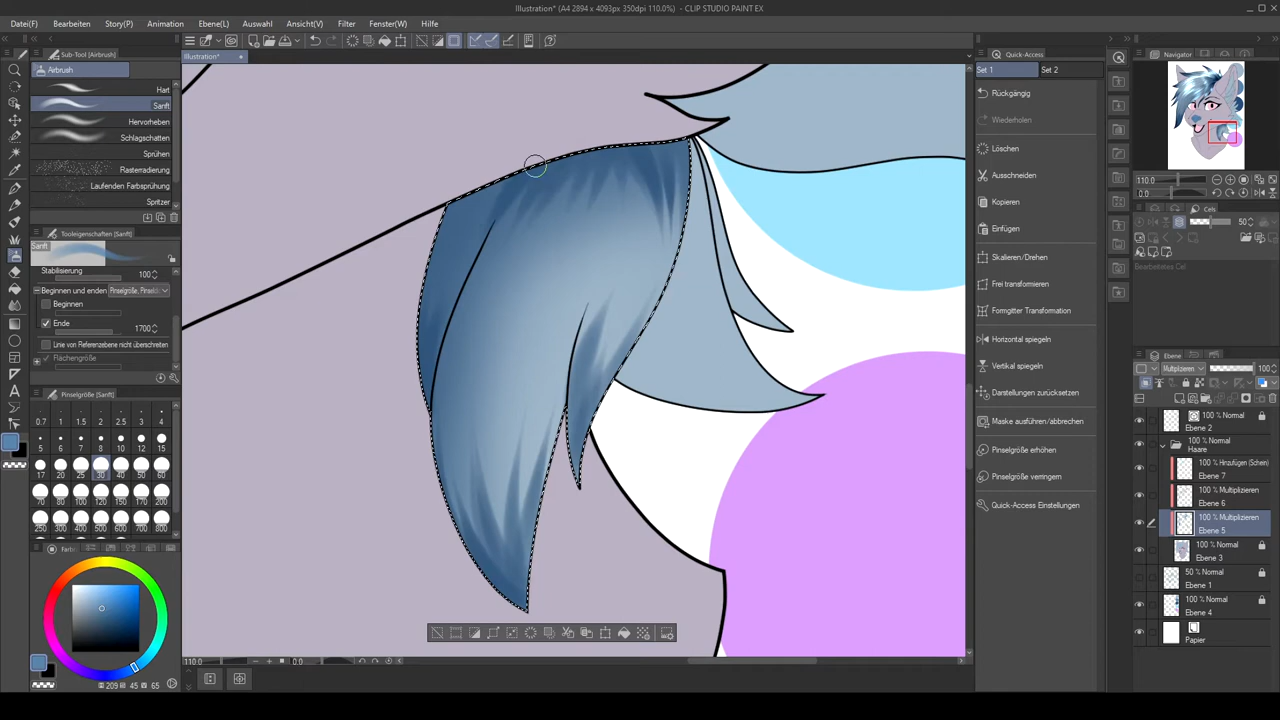 Illustration* (A4 2894 x 4093px 350dpi 110.0%) - CLIP STUDIO PAINT EX
Datei(F) Bearbeiten Story(P) Animation Ebene(L) Auswahl Ansicht(V) Filter Fenster(W) Hilfe
Sub-Tool [Airbrush]
Airbrush
Hart
Sanft
Hervorheben
Schlagschatten
Sprühen
Rasterradierung
Laufenden Farbsprühung
Spritzer
Tooleigenschaften [Sanft]
Sanft
Stabilisierung 100
Beginnen und enden
Beginnen
Ende 1700
Linie von Referenzebene nicht überschreiten
Flächengröße
Pinselgröße [Sanft]
0.7 1 1.5 2 2.5 3 4
5 6 7 8 10 12 15
17 20 25 30 40 50 60
70 80 100 120 150 170 200
250 300 400 500 600 700 800
209 45 65
Illustration*
110.0 0.0
Quick-Access
Set 1 Set 2
Rückgängig
Wiederholen
Löschen
Ausschneiden
Kopieren
Einfügen
Skalieren/Drehen
Frei transformieren
Formgitter Transformation
Horizontal spiegeln
Vertikal spiegeln
Darstellungen zurücksetzen
Maske ausführen/abbrechen
Pinselgröße erhöhen
Pinselgröße verringern
Quick-Access Einstellungen
Navigator
110.0
0.0
Cels
50
Bearbeitetes Cel
Ebene
Multiplizieren 100
100 % Normal
Ebene 2
100 % Normal
Haare
100 % Hinzufügen (Schein)
Ebene 7
100 % Multiplizieren
Ebene 6
100 % Multiplizieren
Ebene 5
100 % Normal
Ebene 3
50 % Normal
Ebene 1
100 % Normal
Ebene 4
Papier